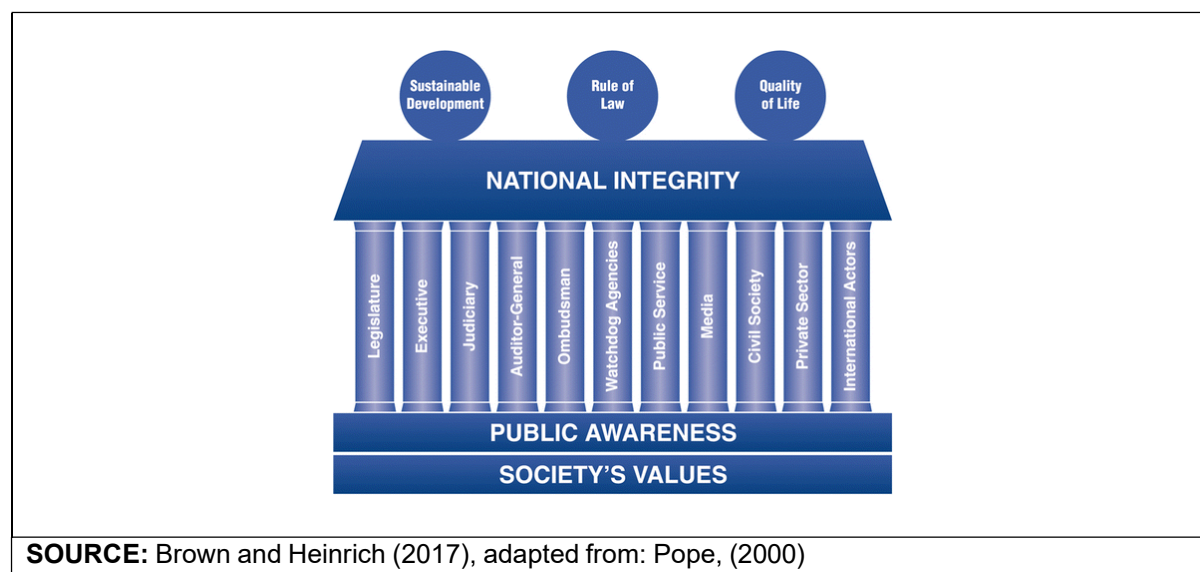 Sustainable
Development
Rule of
Law
Quality
of Life
NATIONAL INTEGRITY
Legislature
Executive
Judiciary
Auditor-General
Ombudsman
Watchdog Agencies
Public Service
Media
Civil Society
Private Sector
International Actors
PUBLIC AWARENESS
SOCIETY’S VALUES
SOURCE: Brown and Heinrich (2017), adapted from: Pope, (2000)